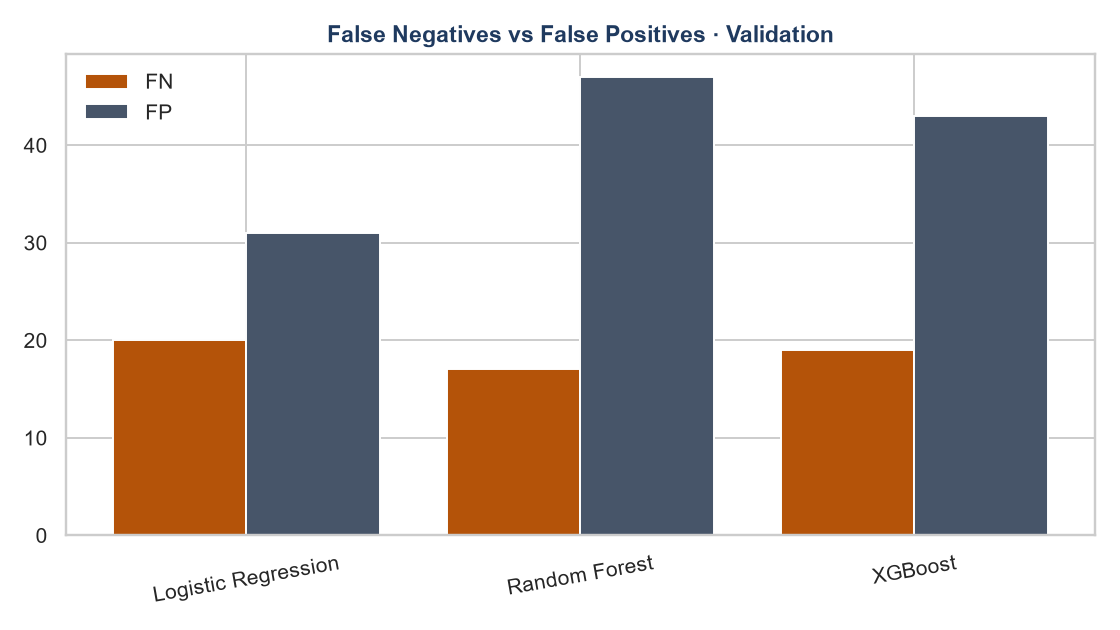 False Negatives vs False Positives · Validation
FN
FP
40
30
20
10
0
Logistic Regression
Random Forest
XGBoost